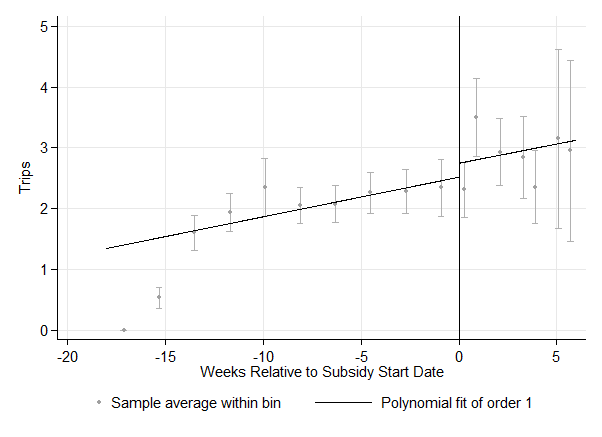 5
4
3
2
1
0
Trips
-20 -15 -10 -5 0 5
Weeks Relative to Subsidy Start Date
Sample average within bin Polynomial fit of order 1